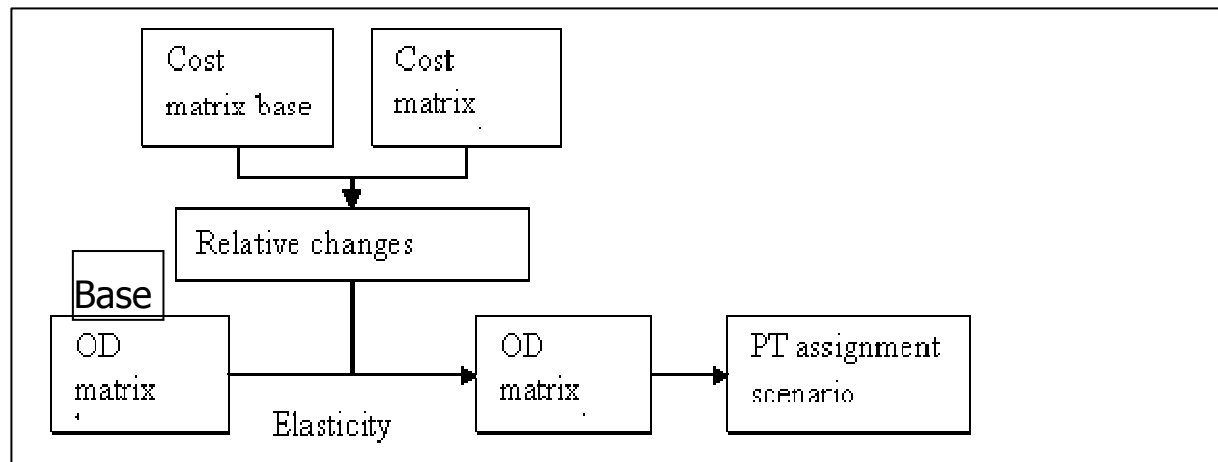 Cost
matrix base
Cost
matrix
Relative changes
Base
OD
matrix
Elasticity
OD
matrix
PT assignment
scenario